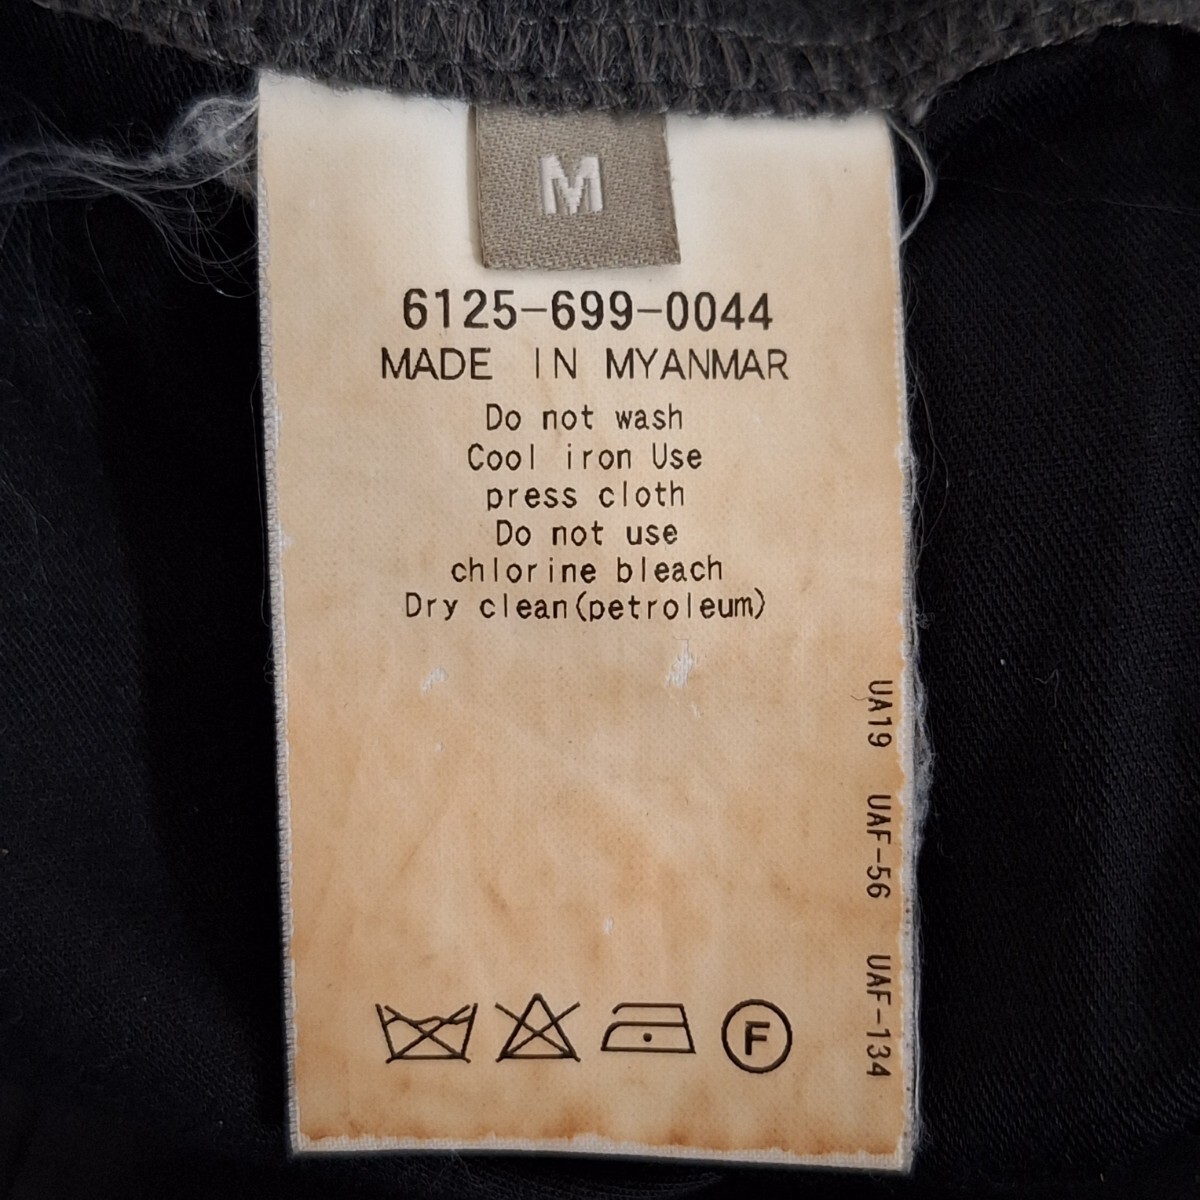 M
6125-699-0044
MADE IN MYANMAR
Do not wash
Cool iron Use
press cloth
Do not use
chlorine bleach
Dry clean(petroleum)
UA19 UAF-56 UAF-134
F